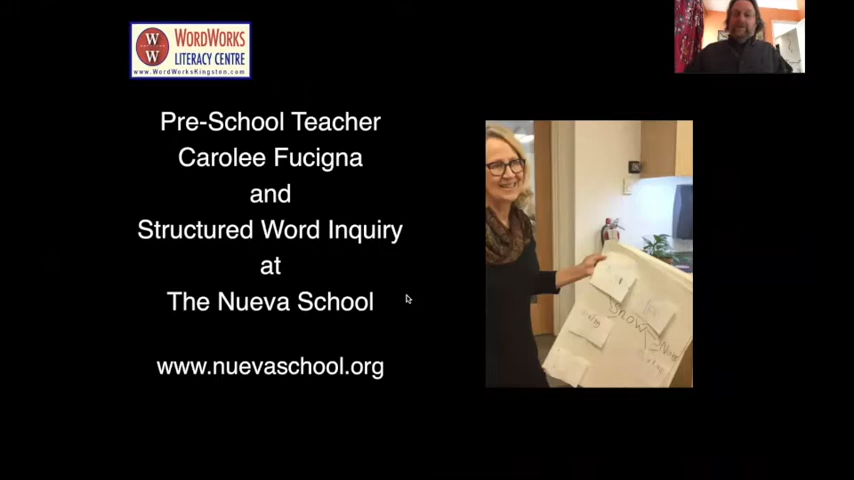 WORDWORKS
LITERACY CENTRE
www.WordWorksKingston.com
W
W
Pre-School Teacher
Carolee Fucigna
and
Structured Word Inquiry
at
The Nueva School
www.nuevaschool.org
Snow